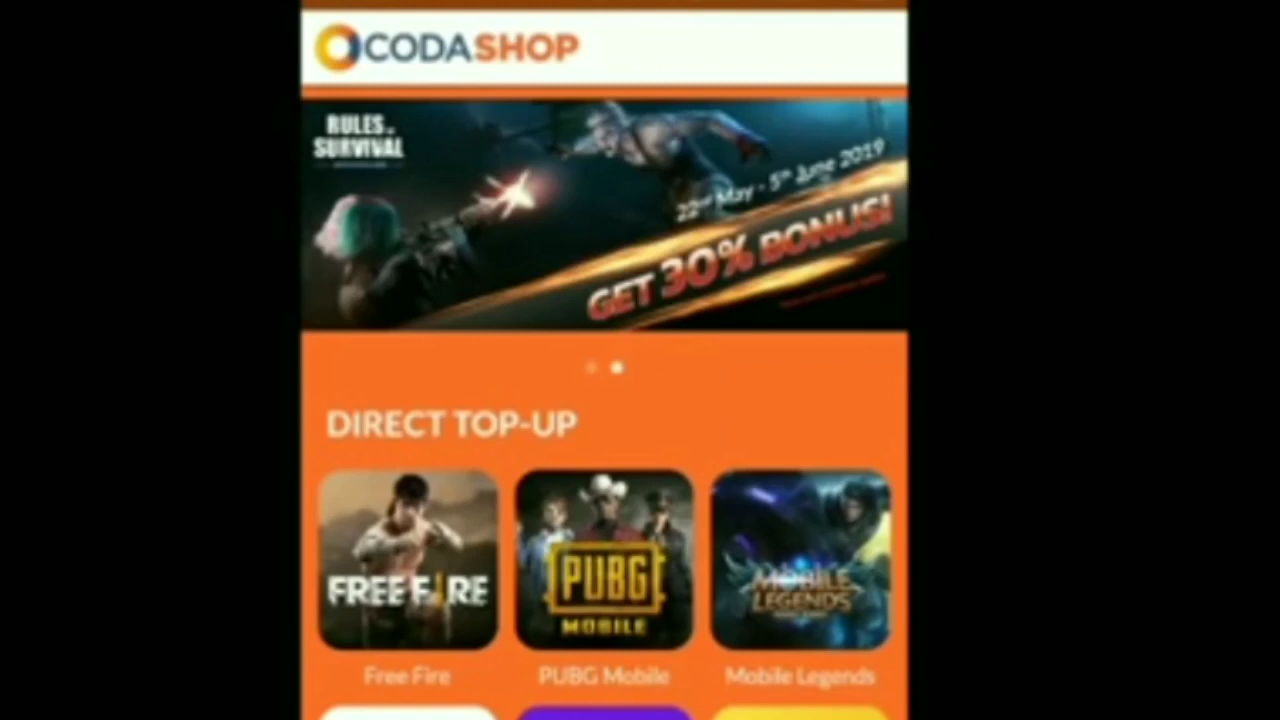 CODASHOP
RULES OF
SURVIVAL
22nd May - 5th June 2019
GET 30% BONUS!
DIRECT TOP-UP
FREE FIRE
PUBG
MOBILE
MOBILE
LEGENDS
Free Fire
PUBG Mobile
Mobile Legends